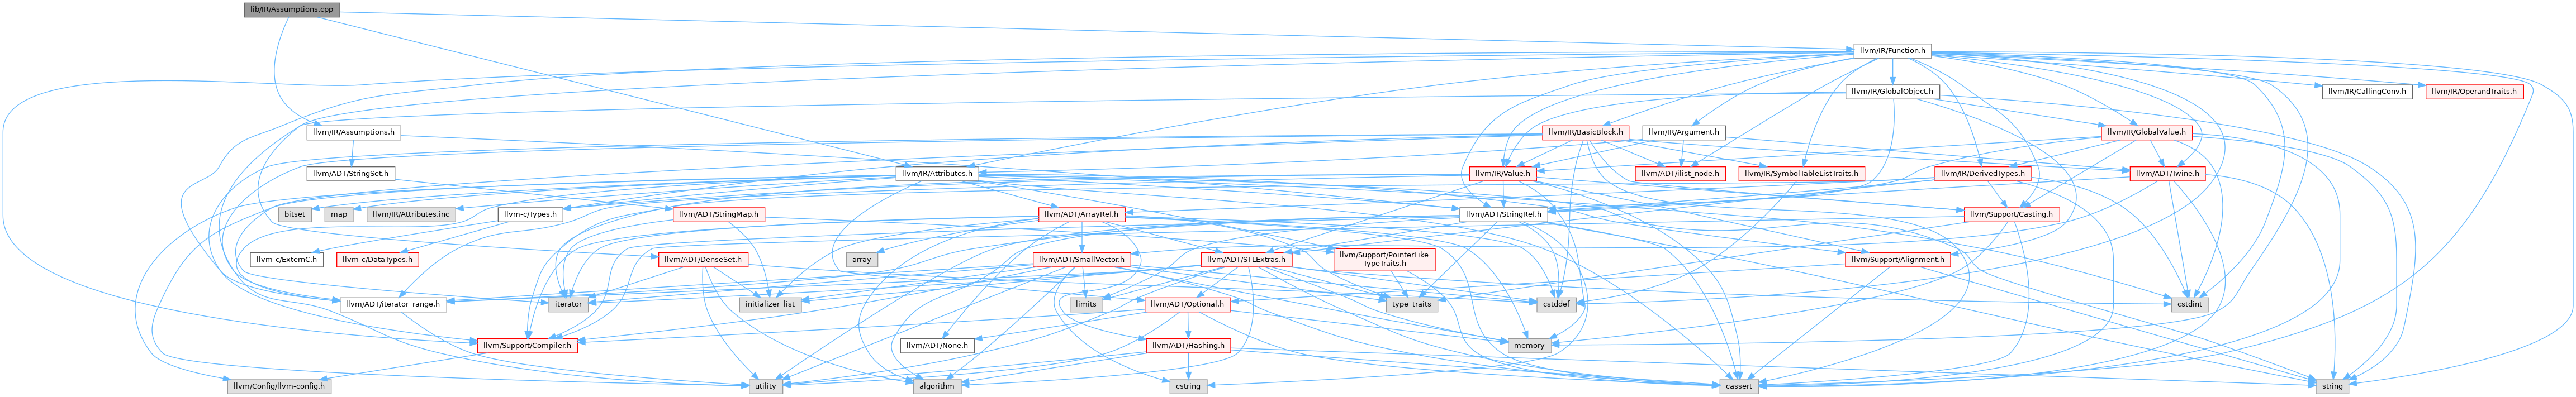 lib/IR/Assumptions.cpp
llvm/IR/Function.h
llvm/IR/GlobalObject.h
llvm/IR/CallingConv.h
llvm/IR/OperandTraits.h
llvm/IR/Assumptions.h
llvm/IR/BasicBlock.h
llvm/IR/Argument.h
llvm/IR/GlobalValue.h
llvm/ADT/StringSet.h
llvm/IR/Attributes.h
llvm/IR/Value.h
llvm/ADT/ilist_node.h
llvm/IR/SymbolTableListTraits.h
llvm/IR/DerivedTypes.h
llvm/ADT/Twine.h
bitset
map
llvm/IR/Attributes.inc
llvm-c/Types.h
llvm/ADT/StringMap.h
llvm/ADT/ArrayRef.h
llvm/ADT/StringRef.h
llvm/Support/Casting.h
llvm-c/ExternC.h
llvm-c/DataTypes.h
llvm/ADT/DenseSet.h
array
llvm/ADT/SmallVector.h
llvm/ADT/STLExtras.h
llvm/Support/PointerLike
TypeTraits.h
llvm/Support/Alignment.h
llvm/ADT/iterator_range.h
iterator
initializer_list
limits
llvm/ADT/Optional.h
type_traits
cstddef
cstdint
llvm/Support/Compiler.h
llvm/ADT/None.h
llvm/ADT/Hashing.h
memory
llvm/Config/llvm-config.h
utility
algorithm
cstring
cassert
string